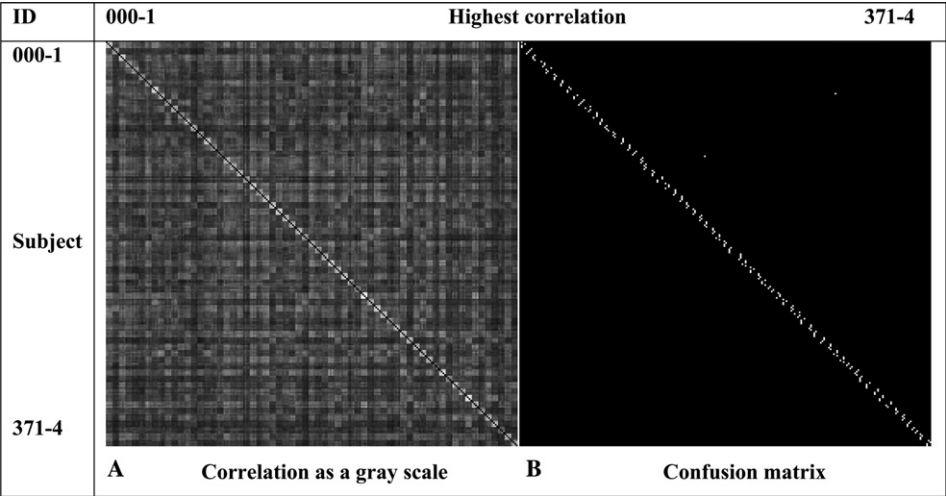 ID 000-1 Highest correlation 371-4
000-1
Subject
371-4
A Correlation as a gray scale B Confusion matrix